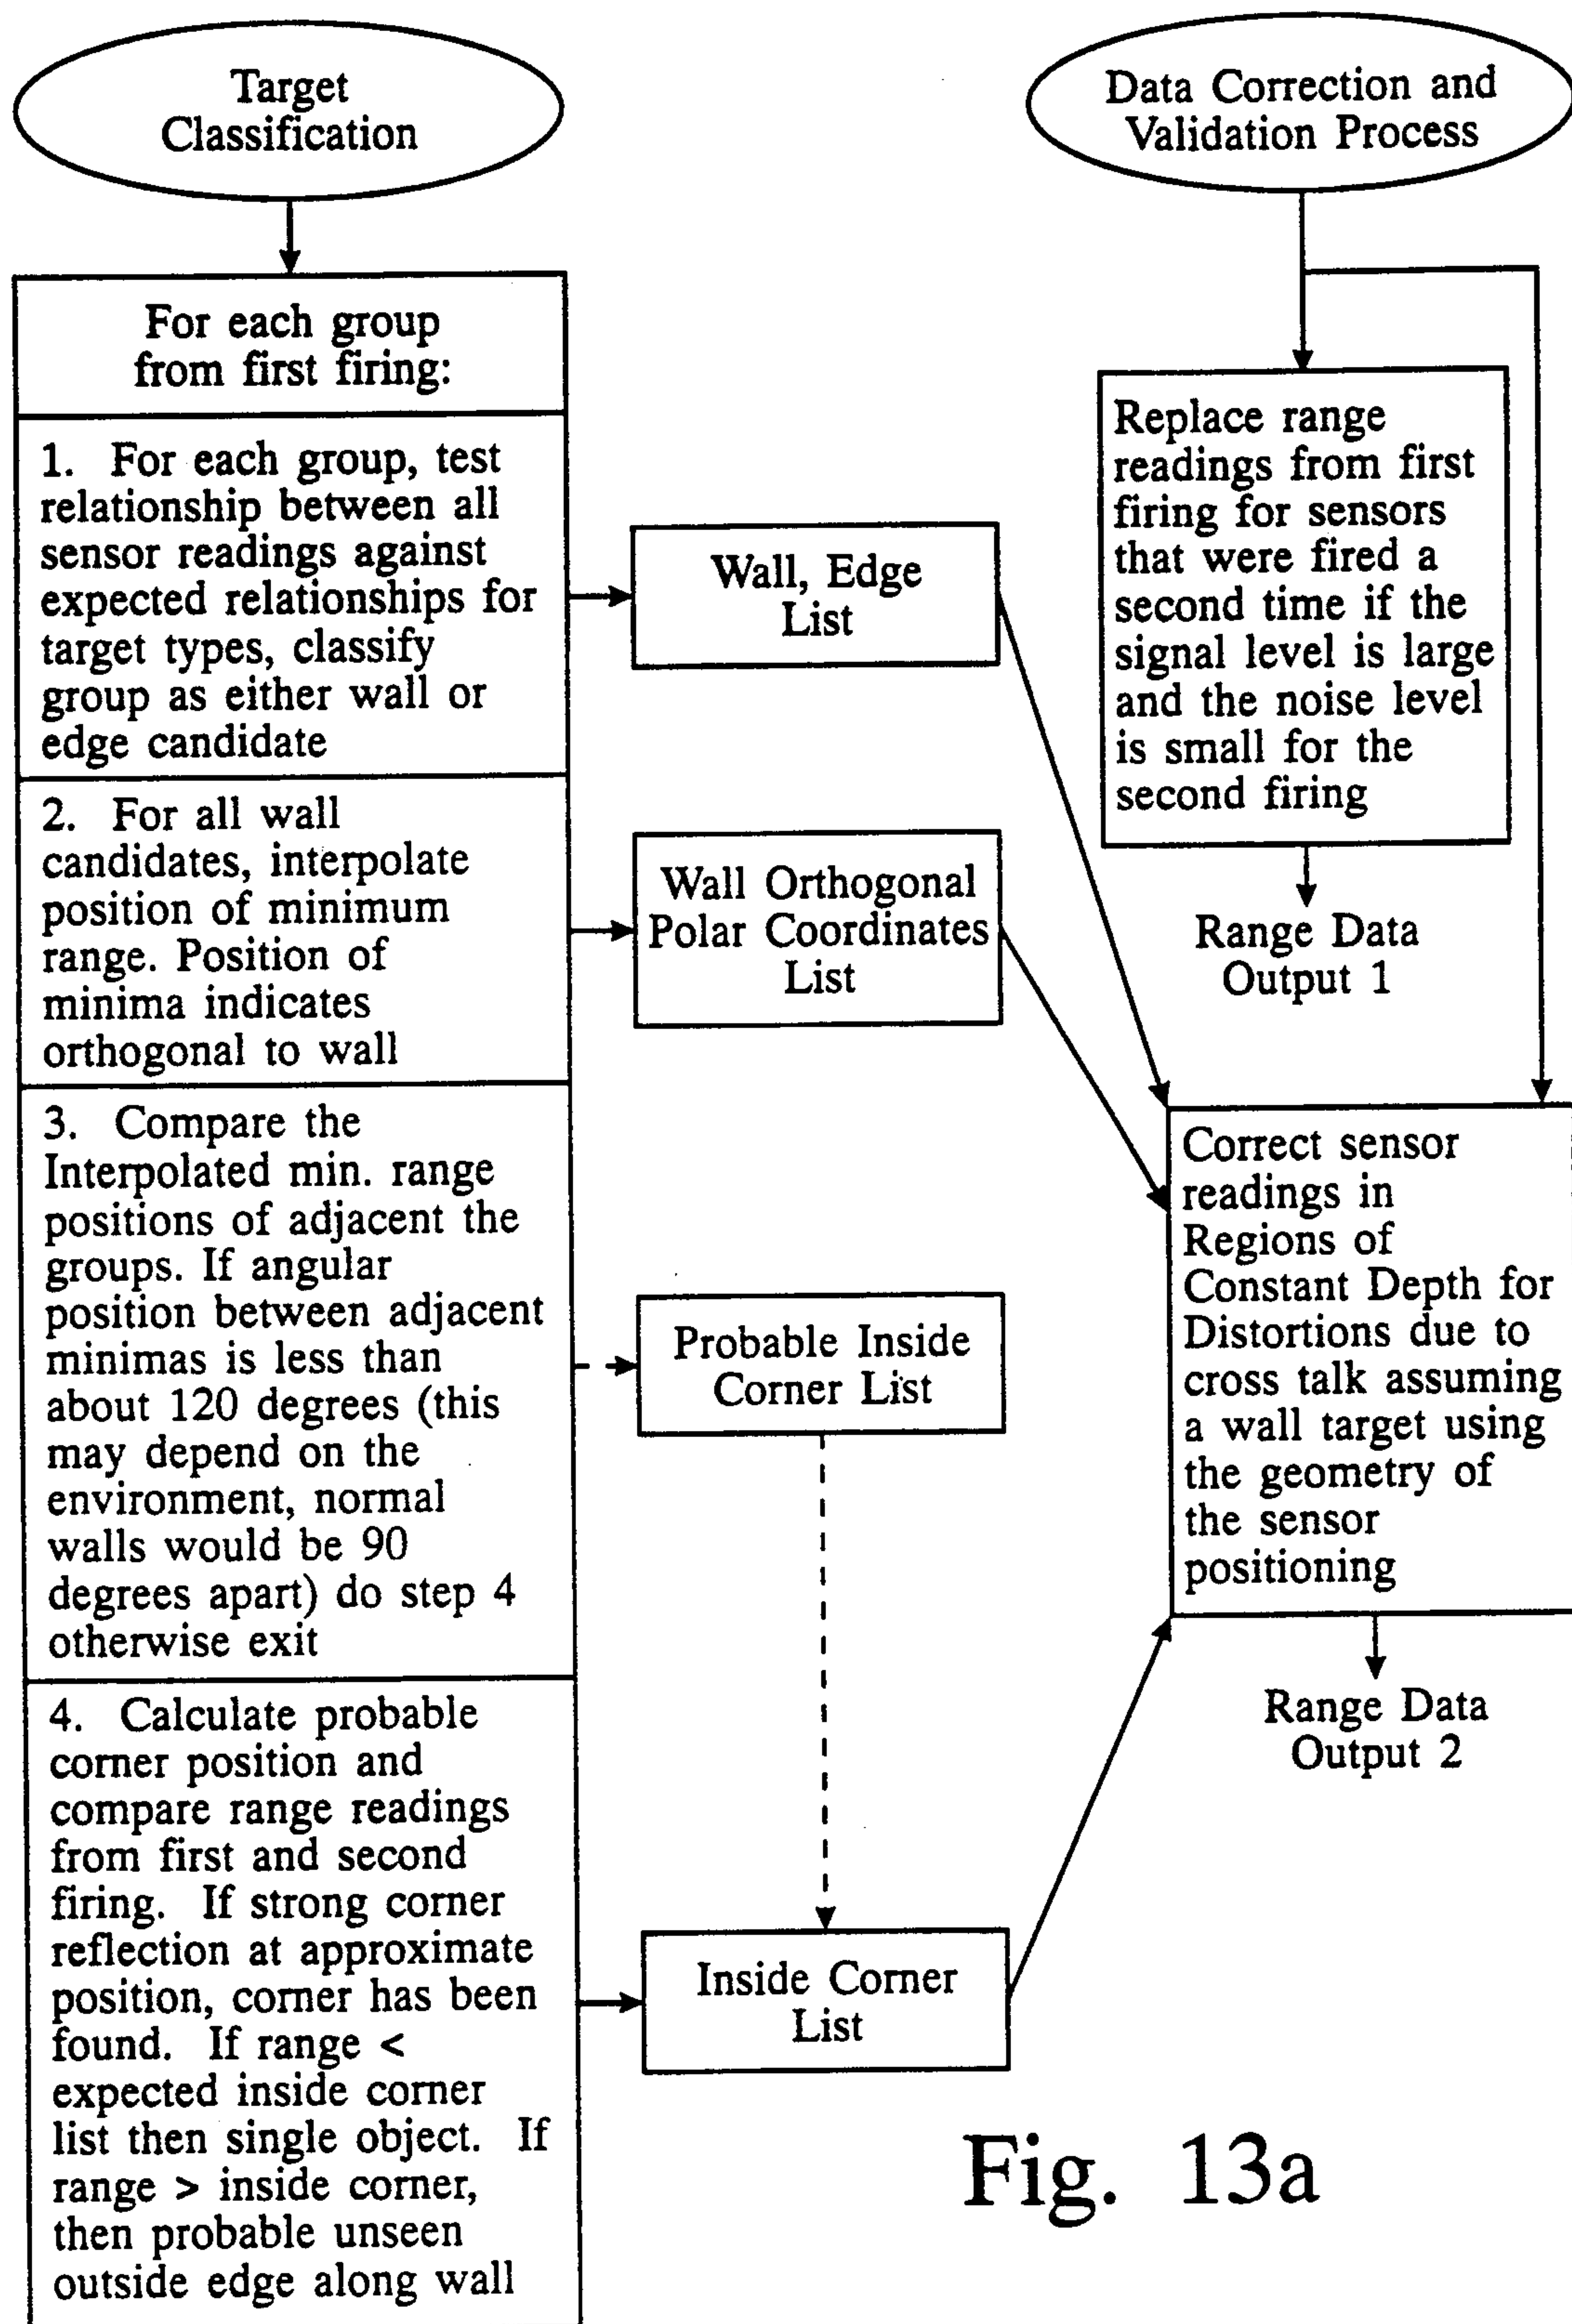 Target
Classification
For each group
from first firing:
1. For each group, test
relationship between all
sensor readings against
expected relationships for
target types, classify
group as either wall or
edge candidate
2. For all wall
candidates, interpolate
position of minimum
range. Position of
minima indicates
orthogonal to wall
3. Compare the
Interpolated min. range
positions of adjacent the
groups. If angular
position between adjacent
minimas is less than
about 120 degrees (this
may depend on the
environment, normal
walls would be 90
degrees apart) do step 4
otherwise exit
4. Calculate probable
corner position and
compare range readings
from first and second
firing. If strong corner
reflection at approximate
position, corner has been
found. If range <
expected inside corner
list then single object. If
range > inside corner,
then probable unseen
outside edge along wall
Wall, Edge
List
Wall Orthogonal
Polar Coordinates
List
Probable Inside
Corner List
Inside Corner
List
Data Correction and
Validation Process
Replace range
readings from first
firing for sensors
that were fired a
second time if the
signal level is large
and the noise level
is small for the
second firing
Range Data
Output 1
Correct sensor
readings in
Regions of
Constant Depth for
Distortions due to
cross talk assuming
a wall target using
the geometry of
the sensor
positioning
Range Data
Output 2
Fig. 13a